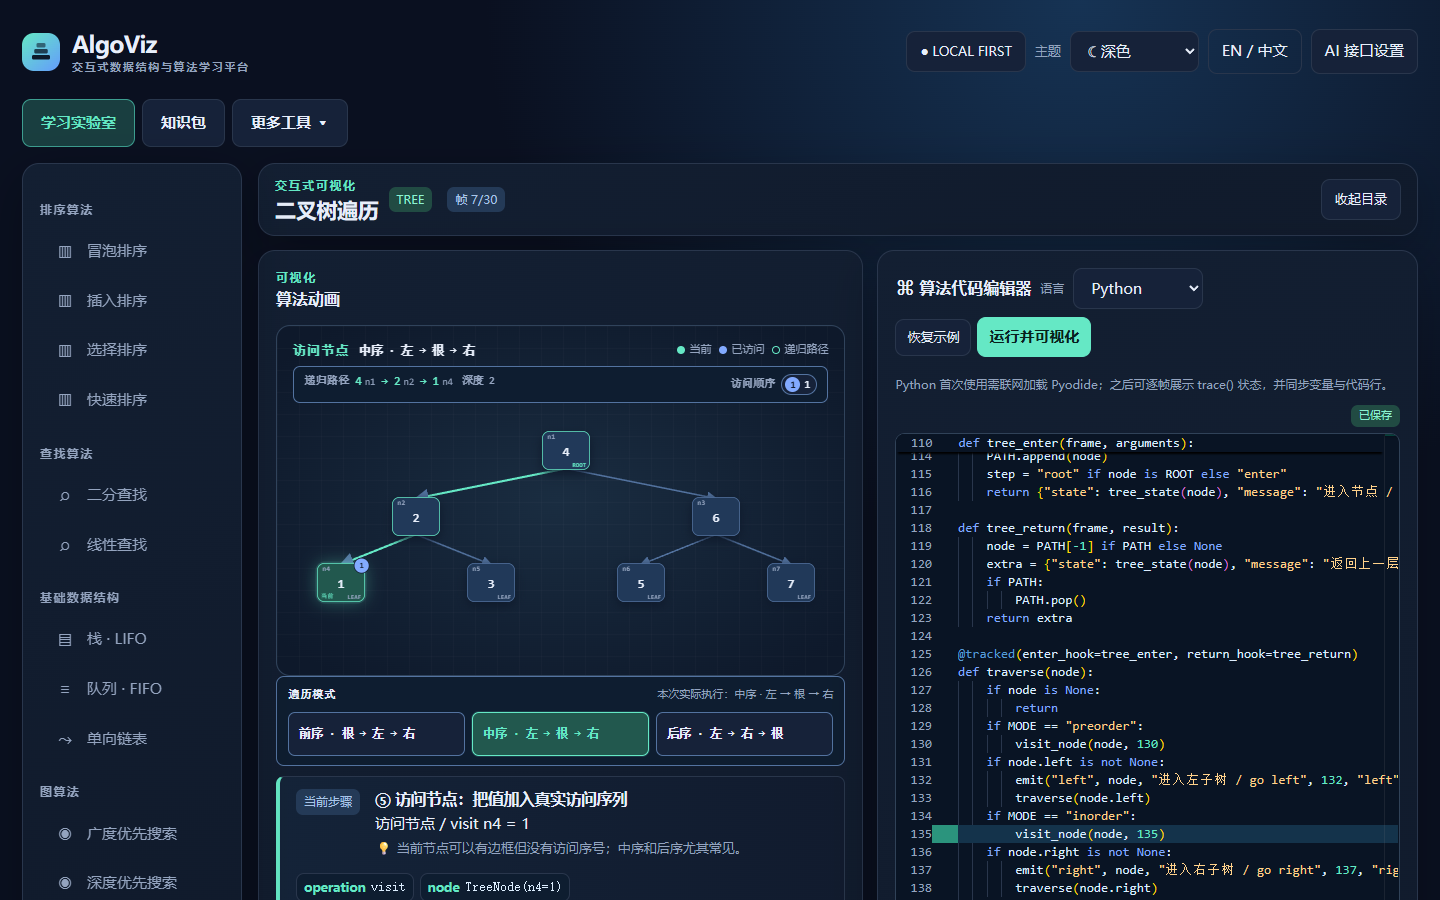 AlgoViz
交互式数据结构与算法学习平台
● LOCAL FIRST
主题
☾ 深色
EN / 中文
AI 接口设置
学习实验室
知识包
更多工具 ▾
排序算法
冒泡排序
插入排序
选择排序
快速排序
查找算法
二分查找
线性查找
基础数据结构
栈 · LIFO
队列 · FIFO
单向链表
图算法
广度优先搜索
深度优先搜索
交互式可视化
二叉树遍历
TREE
帧 7/30
收起目录
可视化
算法动画
访问节点 中序 · 左 → 根 → 右
当前 已访问 递归路径
递归路径 4 n1 → 2 n2 → 1 n4 深度 2
访问顺序 1 1
n1
4
ROOT
n2
2
n3
6
n4
1
1
当前
LEAF
n5
3
LEAF
n6
5
LEAF
n7
7
LEAF
遍历模式
本次实际执行：中序 · 左 → 根 → 右
前序 · 根 → 左 → 右
中序 · 左 → 根 → 右
后序 · 左 → 右 → 根
当前步骤
⑤ 访问节点：把值加入真实访问序列
访问节点 / visit n4 = 1
💡 当前节点可以有边框但没有访问序号；中序和后序尤其常见。
operation visit
node TreeNode(n4=1)
⌘ 算法代码编辑器
语言
Python
恢复示例
运行并可视化
Python 首次使用需联网加载 Pyodide；之后可逐帧展示 trace() 状态，并同步变量与代码行。
已保存
110 def tree_enter(frame, arguments):
114 PATH.append(node)
115 step = "root" if node is ROOT else "enter"
116 return {"state": tree_state(node), "message": "进入节点 /
117
118 def tree_return(frame, result):
119 node = PATH[-1] if PATH else None
120 extra = {"state": tree_state(node), "message": "返回上一层
121 if PATH:
122 PATH.pop()
123 return extra
124
125 @tracked(enter_hook=tree_enter, return_hook=tree_return)
126 def traverse(node):
127 if node is None:
128 return
129 if MODE == "preorder":
130 visit_node(node, 130)
131 if node.left is not None:
132 emit("left", node, "进入左子树 / go left", 132, "left"
133 traverse(node.left)
134 if MODE == "inorder":
135 visit_node(node, 135)
136 if node.right is not None:
137 emit("right", node, "进入右子树 / go right", 137, "rig
138 traverse(node.right)